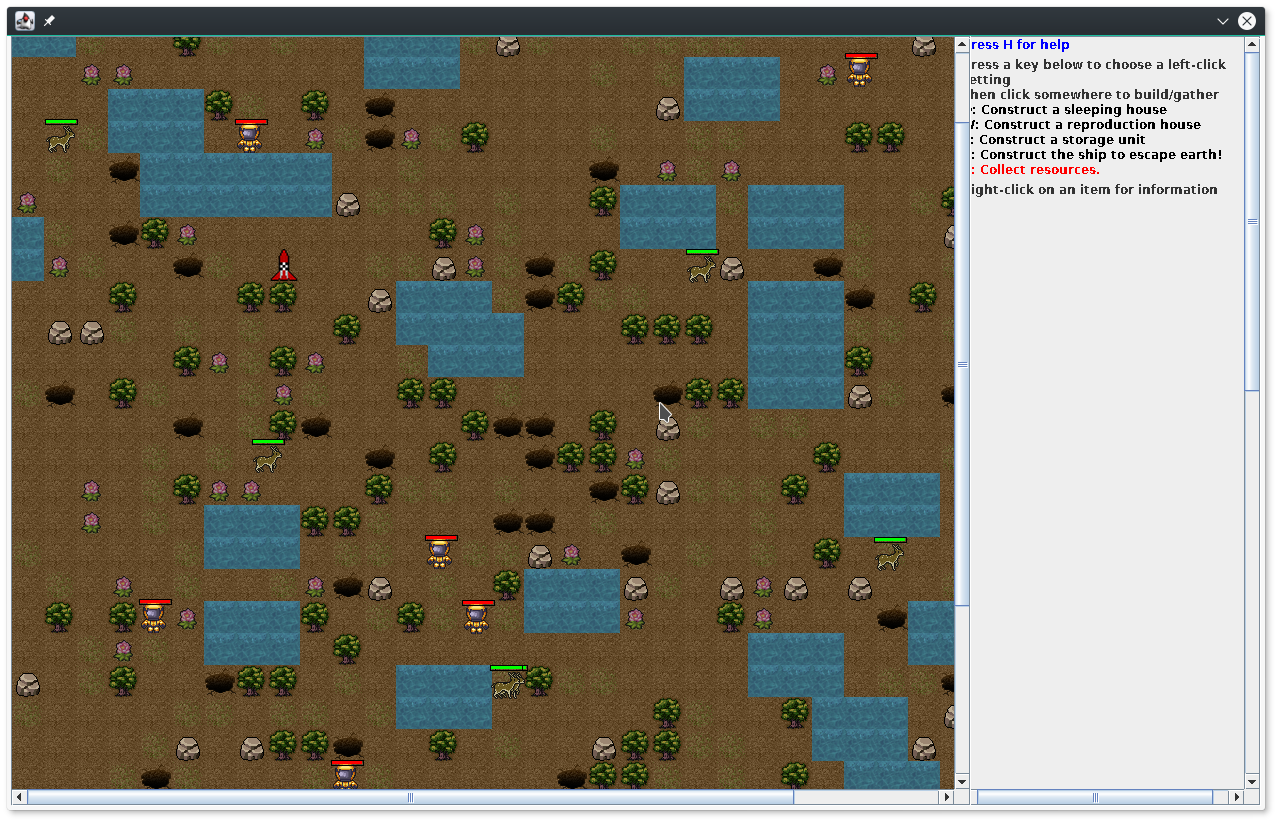 ress H for help
ress a key below to choose a left-click
etting
hen click somewhere to build/gather
: Construct a sleeping house
: Construct a reproduction house
: Construct a storage unit
: Construct the ship to escape earth!
: Collect resources.
ight-click on an item for information